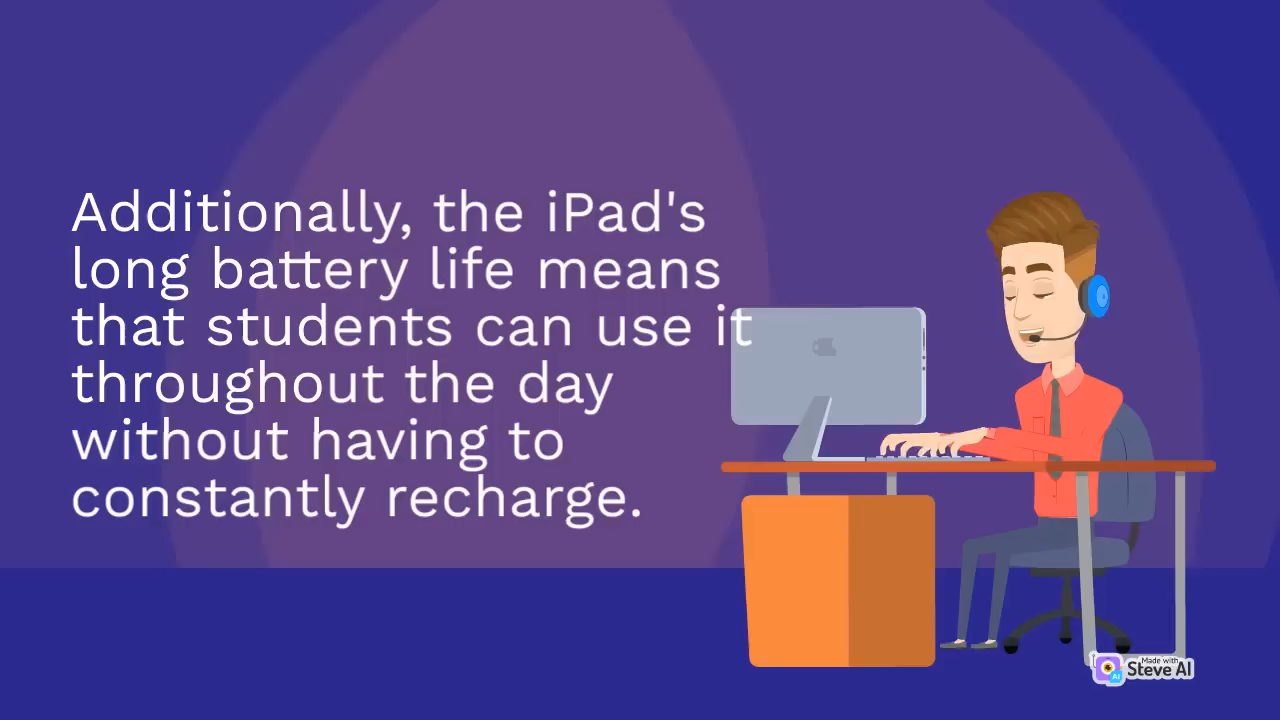 Additionally, the iPad's
long battery life means
that students can use it
throughout the day
without having to
constantly recharge.
Made with
Steve AI
AI